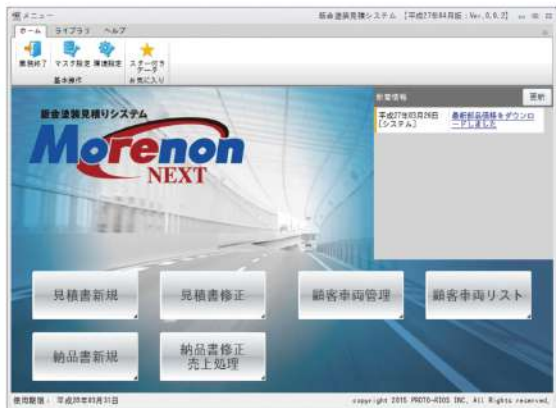 メニュー
鈑金塗装見積システム 【平成27年04月版:Ver.0.0.2】
ホーム ライブラリ ヘルプ
業務終了 マスタ設定 環境設定 スター付き
データ
基本操作 お気に入り
新着情報 更新
平成27年03月26日 最新部品価格をダウンロ
[システム] ードしました
鈑金塗装見積りシステム
Morenon
NEXT
見積書新規 見積書修正 顧客車両管理 顧客車両リスト
納品書新規 納品書修正
売上処理
使用期限: 平成28年03月31日 copyright 2015 PROTO-RIOS INC. All Rights reserved.